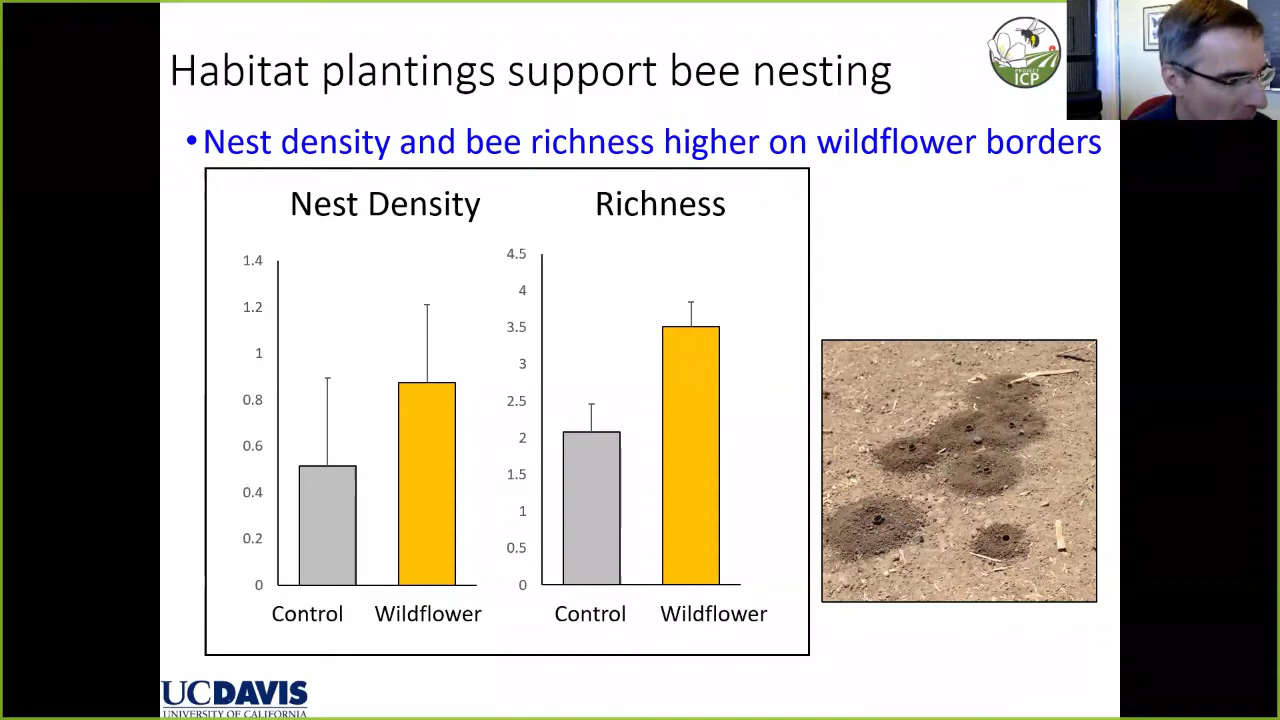 Habitat plantings support bee nesting
PROJECT
ICP
•Nest density and bee richness higher on wildflower borders
Nest Density
1.4
1.2
1
0.8
0.6
0.4
0.2
0
Control Wildflower
Richness
4.5
4
3.5
3
2.5
2
1.5
1
0.5
0
Control Wildflower
UCDAVIS
UNIVERSITY OF CALIFORNIA